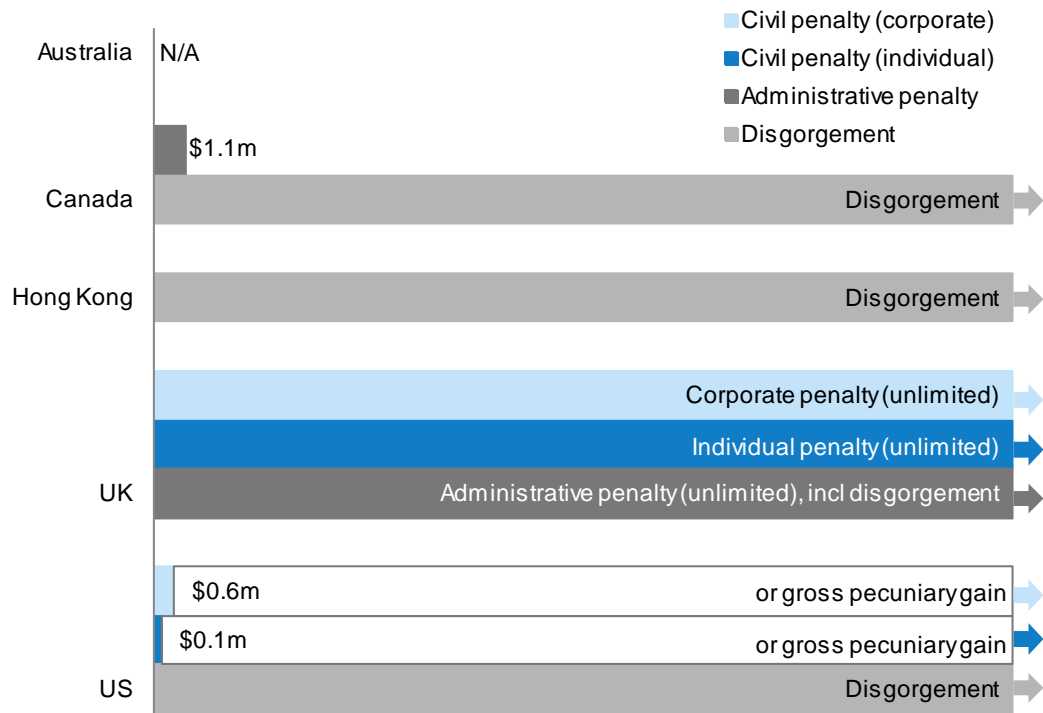 Civil penalty (corporate)
Australia N/A
Civil penalty (individual)
Administrative penalty
Disgorgement
$1.1m
Canada Disgorgement
Hong Kong Disgorgement
Corporate penalty (unlimited)
Individual penalty (unlimited)
UK Administrative penalty (unlimited), incl disgorgement
$0.6m or gross pecuniary gain
$0.1m or gross pecuniary gain
US Disgorgement